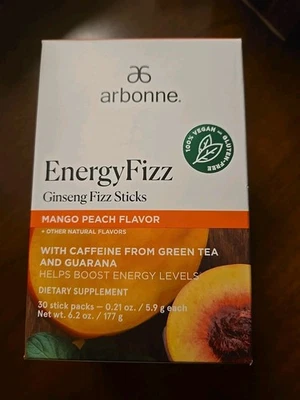 arbonne.
100% VEGAN — GLUTEN-FREE
EnergyFizz
Ginseng Fizz Sticks
MANGO PEACH FLAVOR
+ OTHER NATURAL FLAVORS
WITH CAFFEINE FROM GREEN TEA
AND GUARANA
HELPS BOOST ENERGY LEVELS
DIETARY SUPPLEMENT
30 stick packs — 0.21 oz. / 5.9 g each
Net wt. 6.2 oz. / 177 g